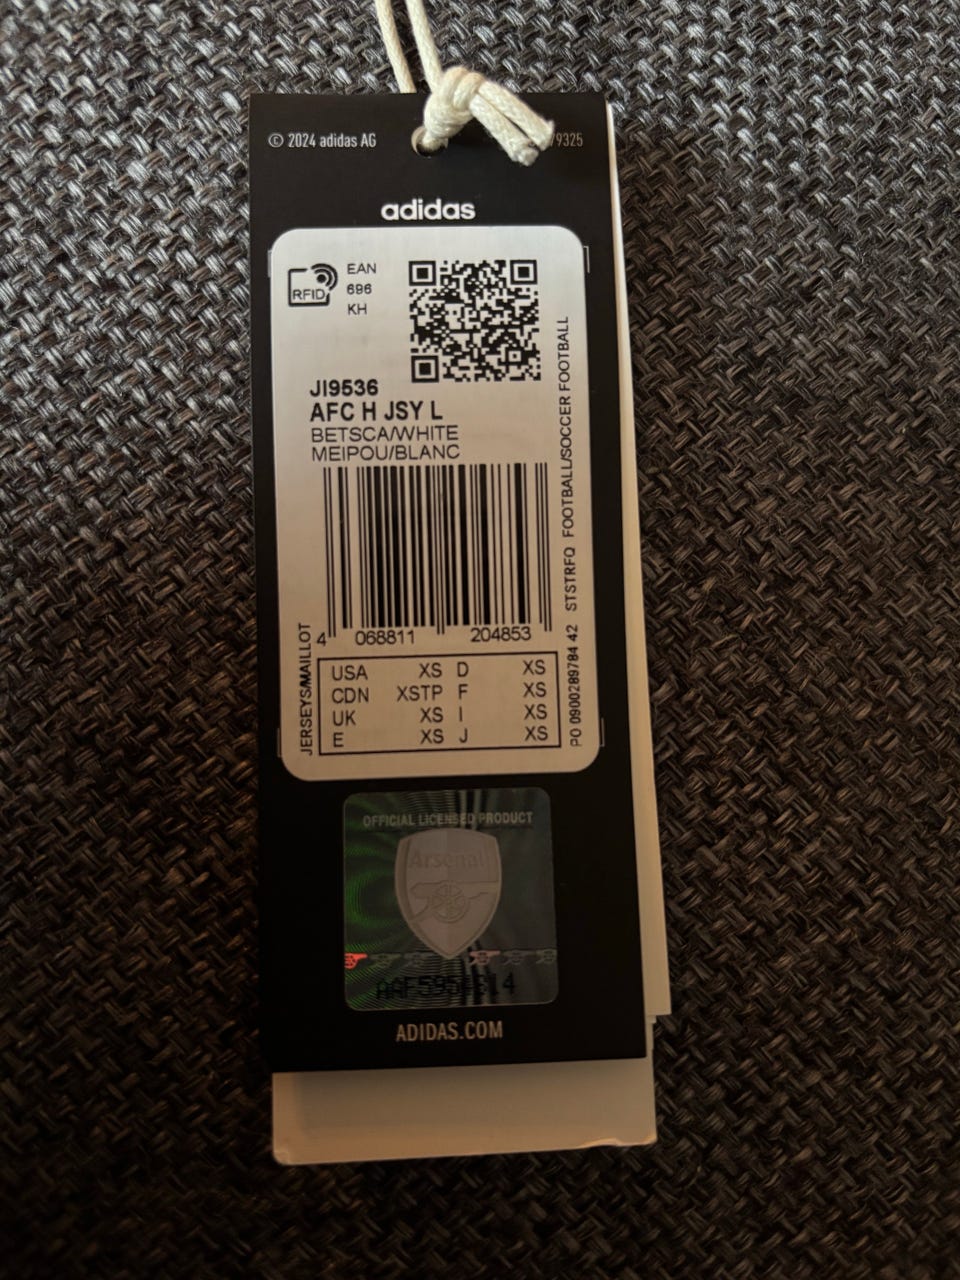 © 2024 adidas AG
9325
adidas
RFID
EAN
696
KH
JI9536
AFC H JSY L
BETSCA/WHITE
MEIPOU/BLANC
4 068811 204853
JERSEYS/MAILLOT
PO 0900289784 42 STSTRFQ FOOTBALL/SOCCER FOOTBALL
USA XS D XS
CDN XSTP F XS
UK XS I XS
E XS J XS
OFFICIAL LICENSED PRODUCT
Arsenal
ADIDAS.COM